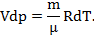 Vdp = m/μ RdT.